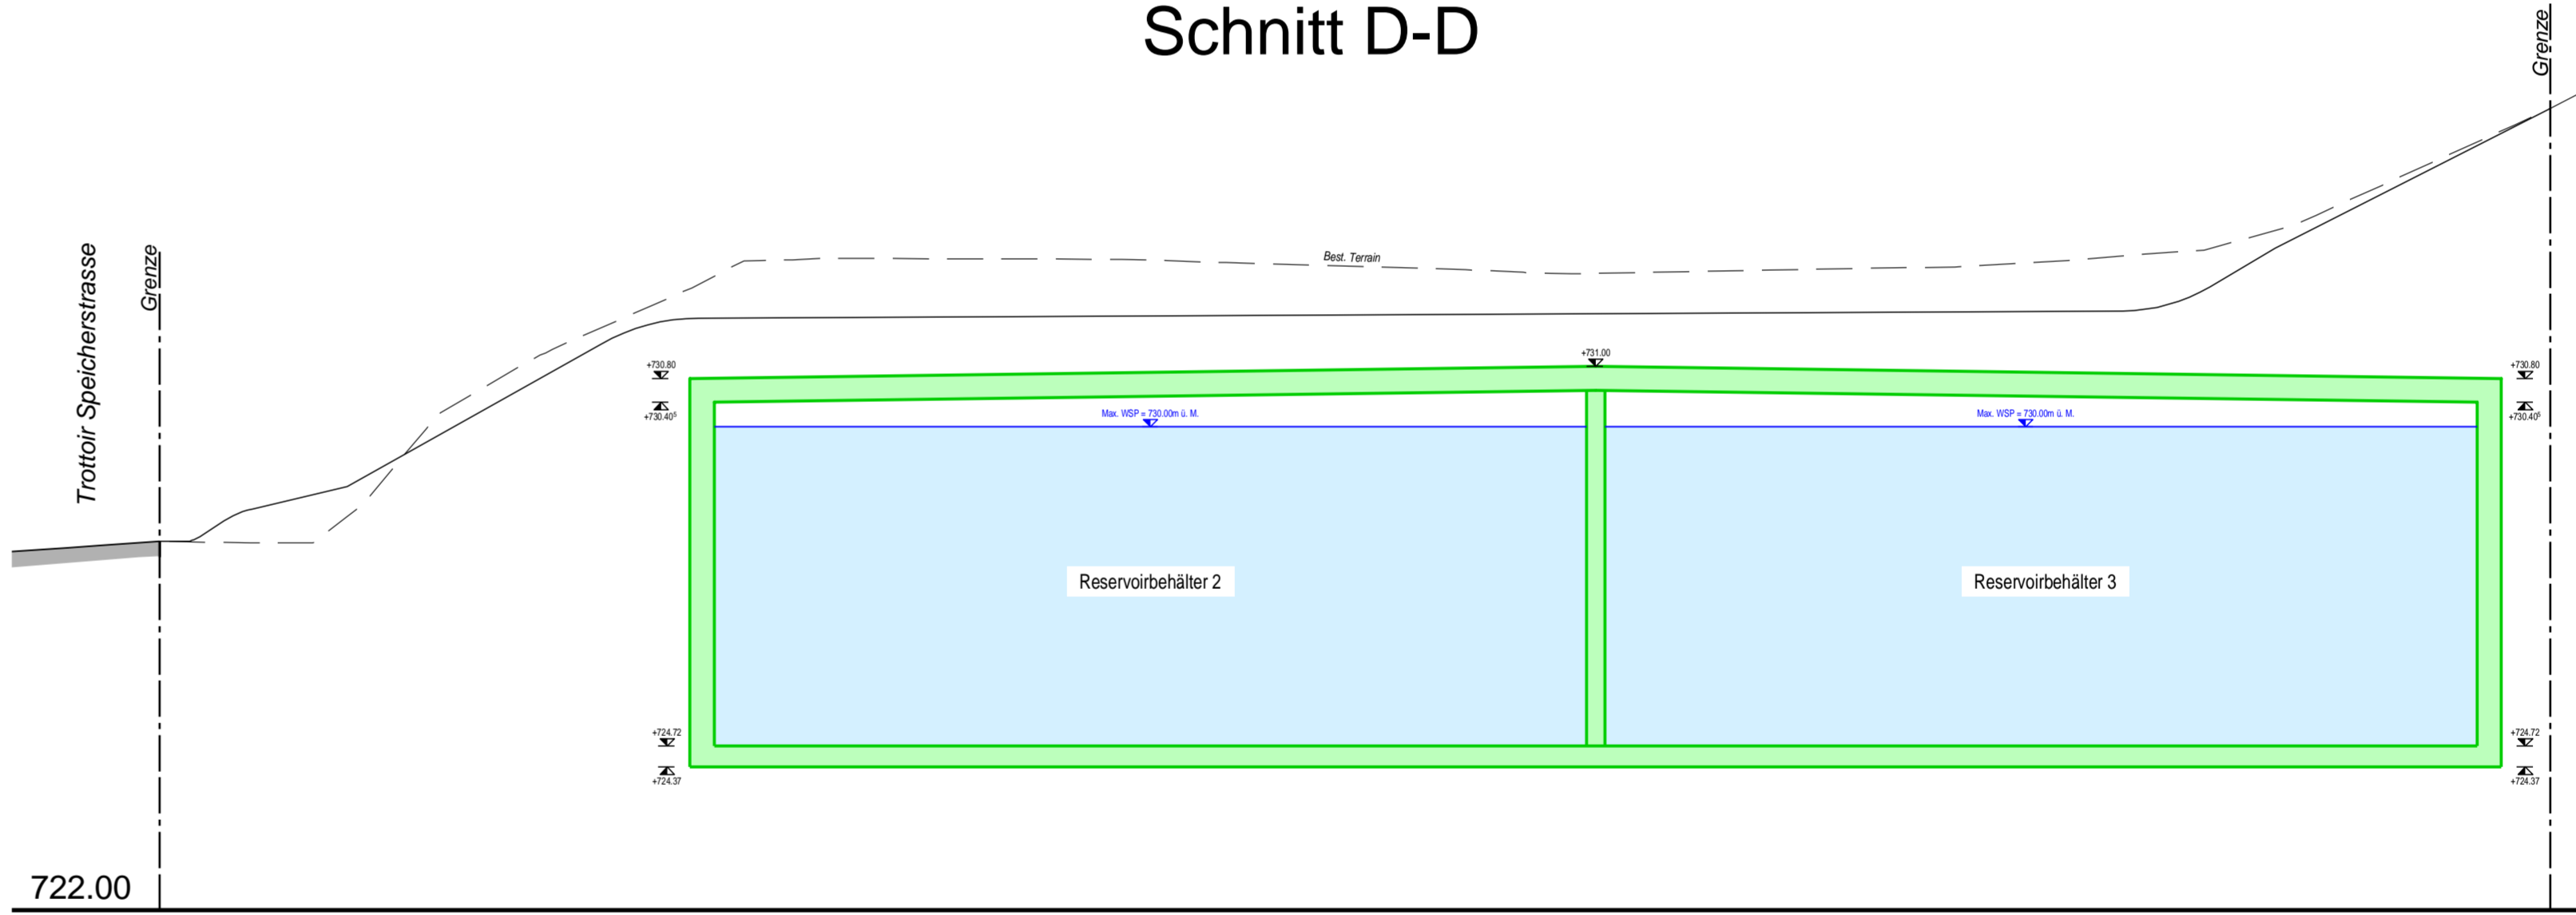 Schnitt D-D
Grenze
Trottoir Speicherstrasse
Grenze
Best. Terrain
+731.00
+730.80
+730.80
+730.40⁵
+730.40⁵
Max. WSP = 730.00m ü. M.
Max. WSP = 730.00m ü. M.
Reservoirbehälter 2
Reservoirbehälter 3
+724.72
+724.72
+724.37
+724.37
722.00